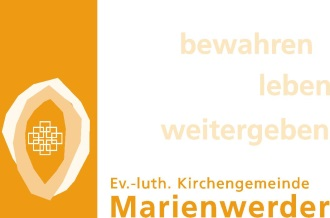 bewahren
leben
weitergeben
Ev.-luth. Kirchengemeinde
Marienwerder